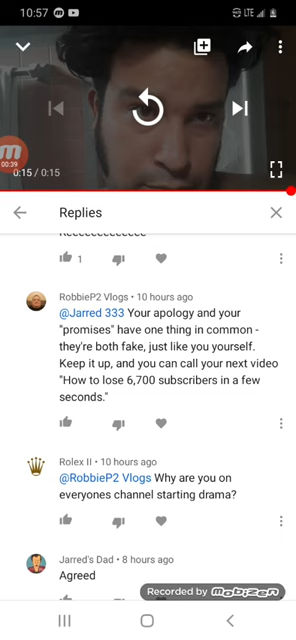 10:57
LTE
00:39
0:15 / 0:15
Replies
1
RobbieP2 Vlogs • 10 hours ago
@Jarred 333 Your apology and your
"promises" have one thing in common -
they're both fake, just like you yourself.
Keep it up, and you can call your next video
"How to lose 6,700 subscribers in a few
seconds."
Rolex II • 10 hours ago
@RobbieP2 Vlogs Why are you on
everyones channel starting drama?
Jarred's Dad • 8 hours ago
Agreed
Recorded by mobizen